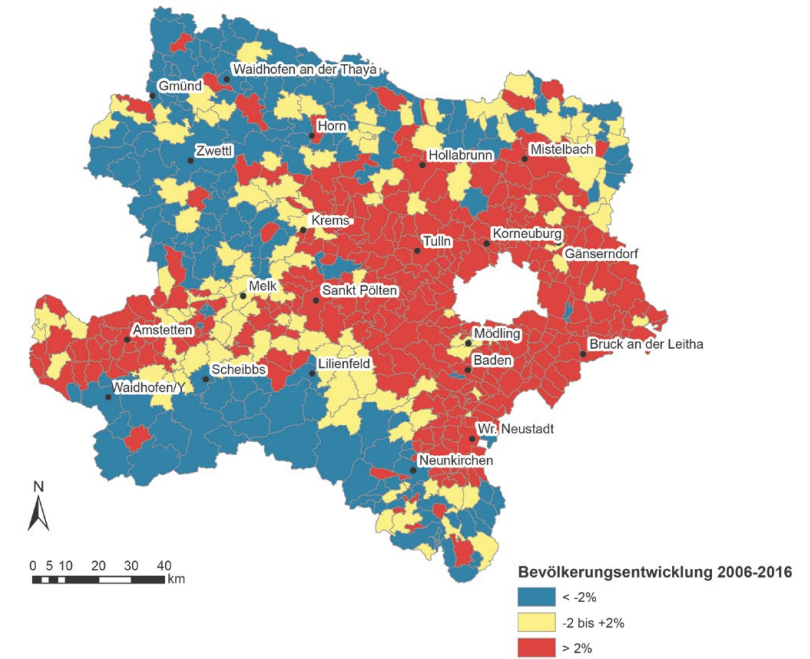 Waidhofen an der Thaya
Gmünd
Horn
Zwettl
Hollabrunn
Mistelbach
Krems
Tulln
Korneuburg
Gänserndorf
Melk
Sankt Pölten
Amstetten
Mödling
Bruck an der Leitha
Baden
Lilienfeld
Scheibbs
Waidhofen/Y
Wr. Neustadt
Neunkirchen
N
0 5 10 20 30 40
km
Bevölkerungsentwicklung 2006-2016
< -2%
-2 bis +2%
> 2%